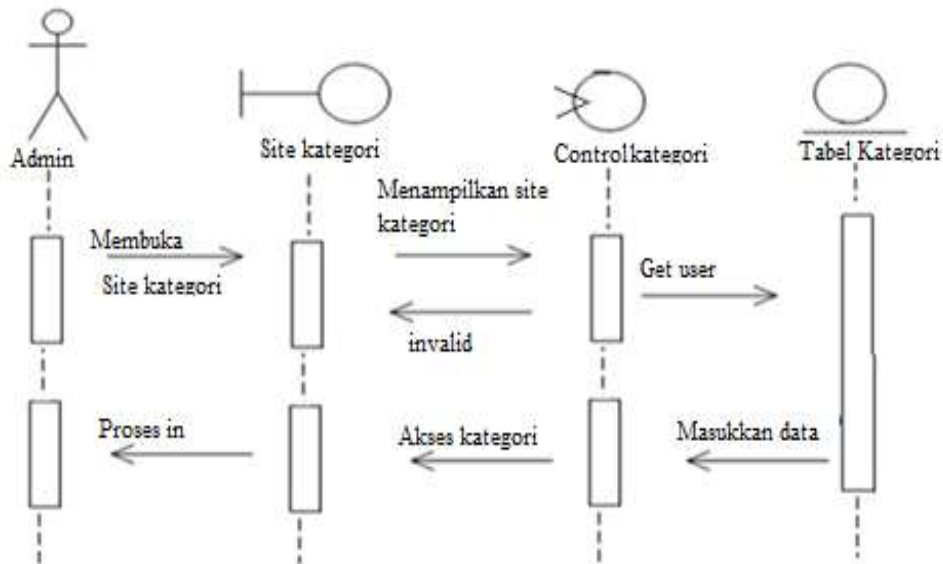 Admin
Site kategori
Control kategori
Tabel Kategori
Membuka
Site kategori
Menampilkan site
kategori
Get user
invalid
Proses in
Akses kategori
Masukkan data